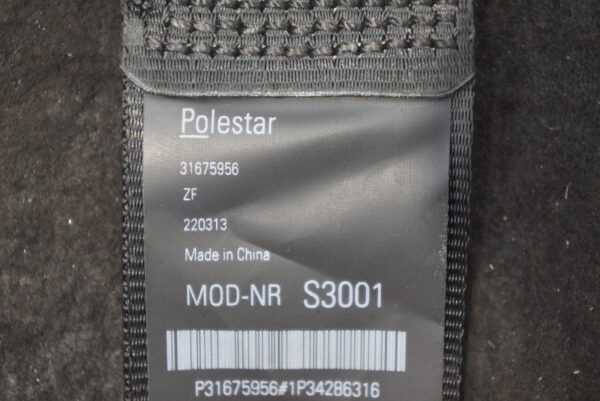 Polestar
31675956
ZF
220313
Made in China
MOD-NR S3001
P31675956#1P34286316